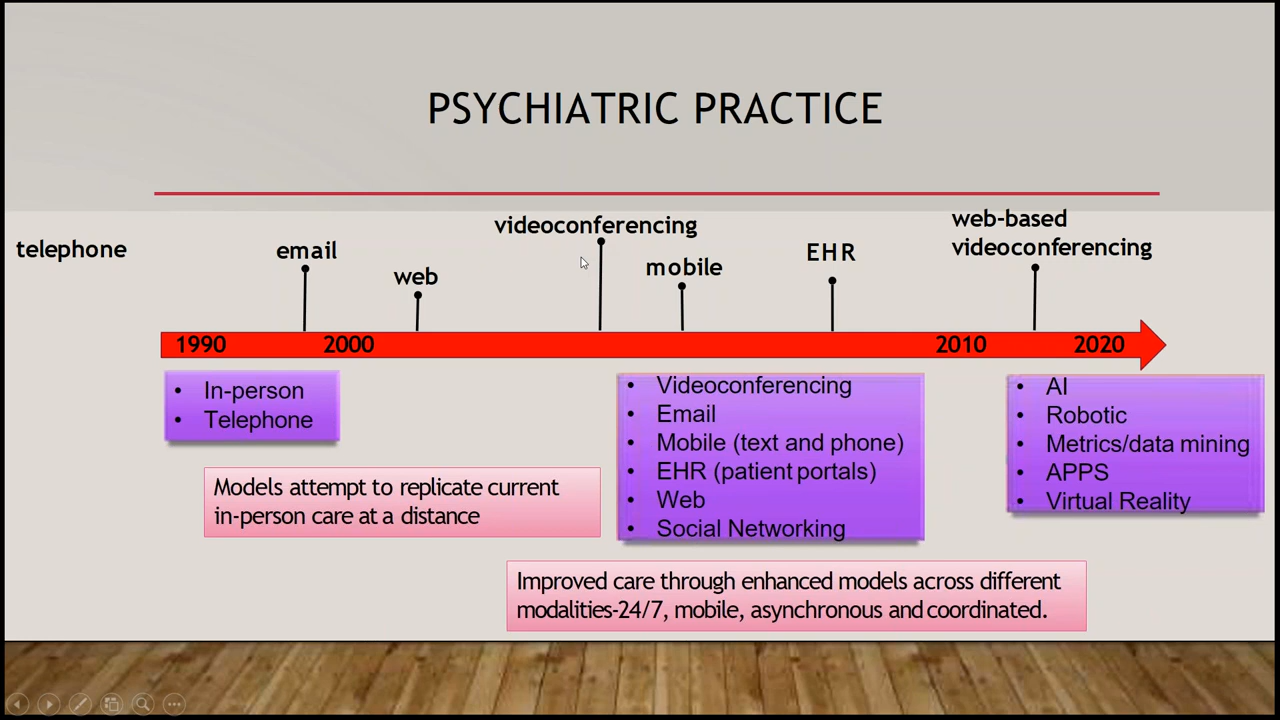 PSYCHIATRIC PRACTICE
telephone
email
web
videoconferencing
mobile
EHR
web-based
videoconferencing
1990
2000
2010
2020
• In-person
• Telephone
• Videoconferencing
• Email
• Mobile (text and phone)
• EHR (patient portals)
• Web
• Social Networking
• AI
• Robotic
• Metrics/data mining
• APPS
• Virtual Reality
Models attempt to replicate current
in-person care at a distance
Improved care through enhanced models across different
modalities-24/7, mobile, asynchronous and coordinated.